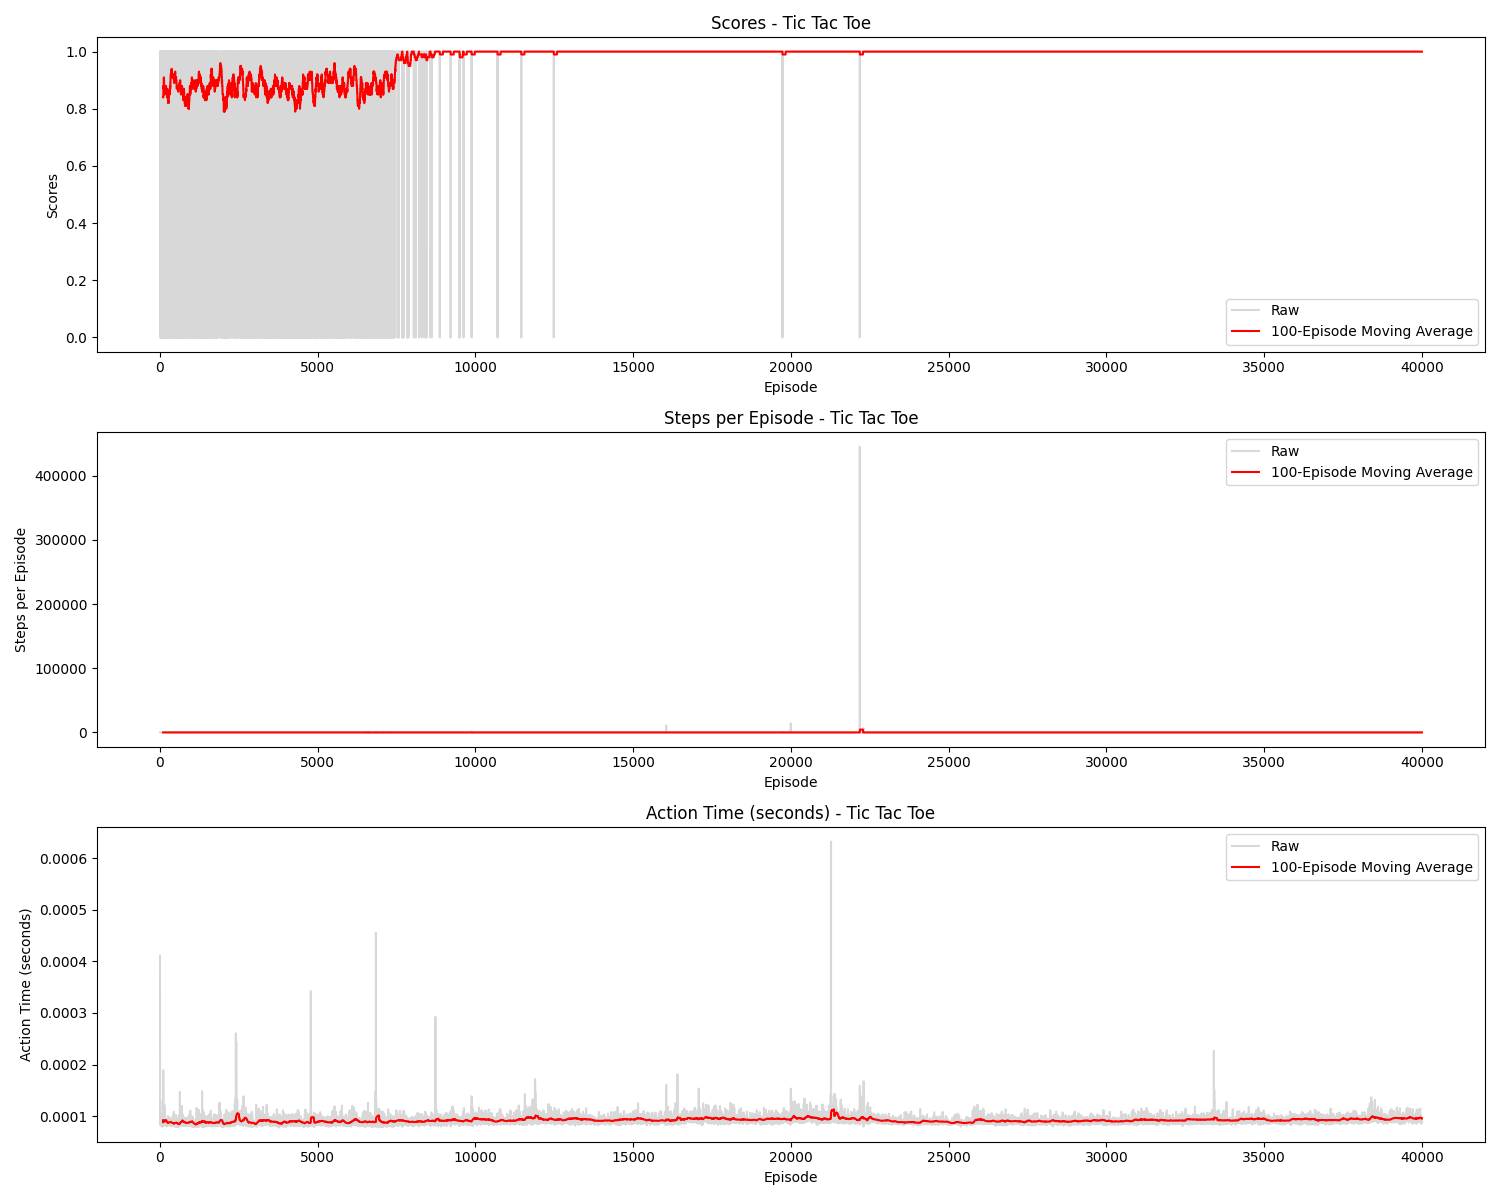 Scores - Tic Tac Toe
1.0
0.8
0.6
0.4
0.2
0.0
Scores
Raw
100-Episode Moving Average
0 5000 10000 15000 20000 25000 30000 35000 40000
Episode
Steps per Episode - Tic Tac Toe
400000
300000
200000
100000
0
Steps per Episode
Raw
100-Episode Moving Average
0 5000 10000 15000 20000 25000 30000 35000 40000
Episode
Action Time (seconds) - Tic Tac Toe
0.0006
0.0005
0.0004
0.0003
0.0002
0.0001
Action Time (seconds)
Raw
100-Episode Moving Average
0 5000 10000 15000 20000 25000 30000 35000 40000
Episode